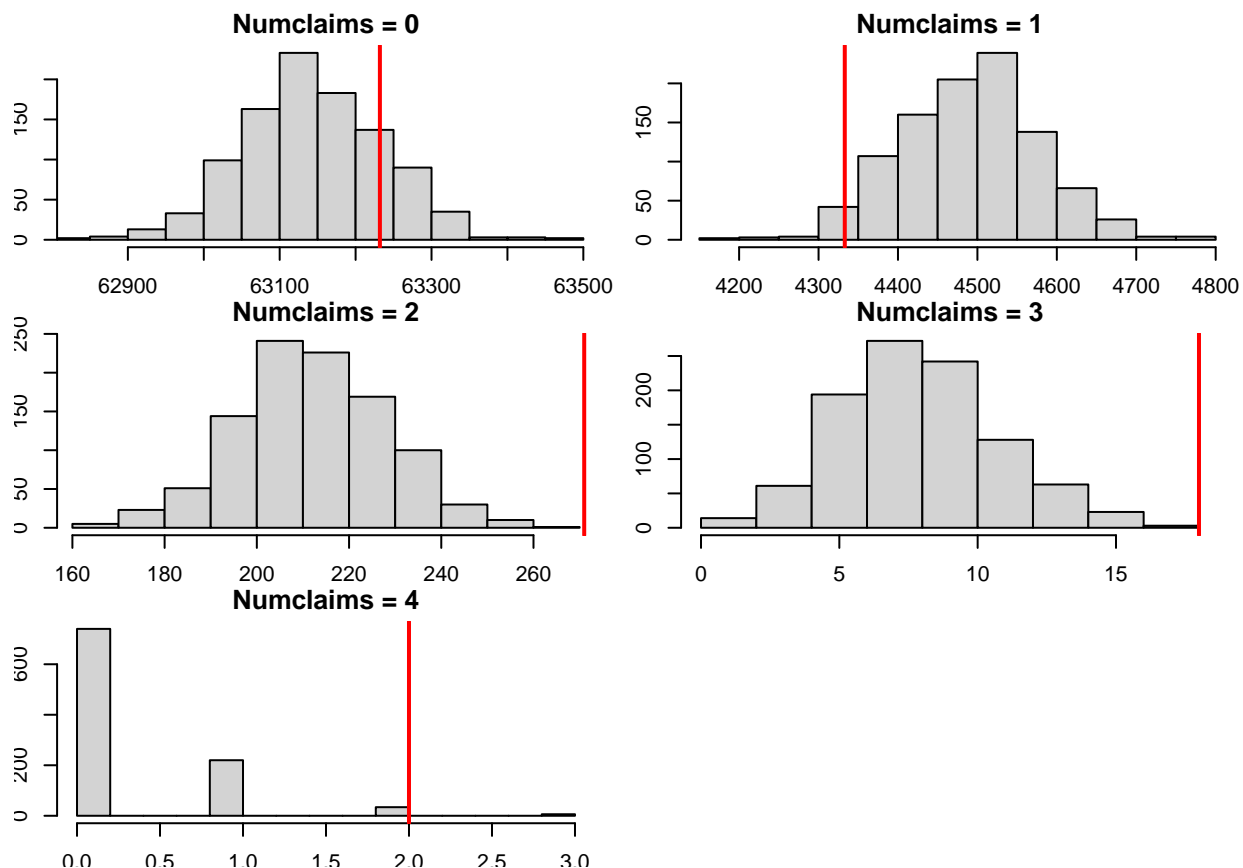 Numclaims = 0
0 50 150
62900 63100 63300 63500
Numclaims = 1
0 50 150
4200 4300 4400 4500 4600 4700 4800
Numclaims = 2
0 50 150 250
160 180 200 220 240 260
Numclaims = 3
0 100 200
0 5 10 15
Numclaims = 4
0 200 600
0.0 0.5 1.0 1.5 2.0 2.5 3.0